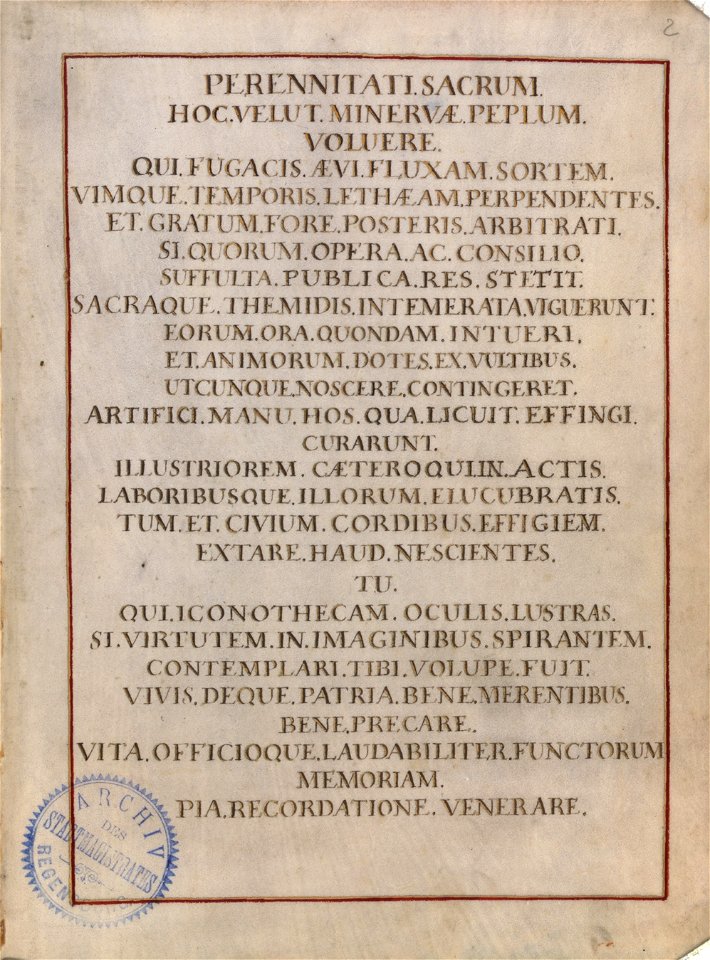 2
PERENNITATI.SACRUM.
HOC.VELUT.MINERVÆ.PEPLUM.
VOLUERE.
QUI.FUGACIS.ÆVI.FLUXAM.SORTEM.
VIMQUE.TEMPORIS.LETHÆAM.PERPENDENTES.
ET.GRATUM.FORE.POSTERIS.ARBITRATI.
SI.QUORUM.OPERA.AC.CONSILIO.
SUFFULTA.PUBLICA.RES.STETIT.
SACRAQUE.THEMIDIS.INTEMERATA.VIGUERUNT.
EORUM.ORA.QUONDAM.INTUERI.
ET.ANIMORUM.DOTES.EX.VULTIBUS.
UTCUNQUE.NOSCERE.CONTINGERET.
ARTIFICI.MANU.HOS.QUA.LICUIT.EFFINGI.
CURARUNT.
ILLUSTRIOREM.CÆTEROQUI.IN.ACTIS.
LABORIBUSQUE.ILLORUM.ELUCUBRATIS.
TUM.ET.CIVIUM.CORDIBUS.EFFIGIEM.
EXTARE.HAUD.NESCIENTES.
TU.
QUI.ICONOTHECAM.OCULIS.LUSTRAS.
SI.VIRTUTEM.IN.IMAGINIBUS.SPIRANTEM.
CONTEMPLARI.TIBI.VOLUPE.FUIT.
VIVIS.DEQUE.PATRIA.BENE.MERENTIBUS.
BENE.PRECARE.
VITA.OFFICIOQUE.LAUDABILITER.FUNCTORUM
MEMORIAM.
PIA.RECORDATIONE.VENERARE.
ARCHIV
DES
STADTMAGISTRATES